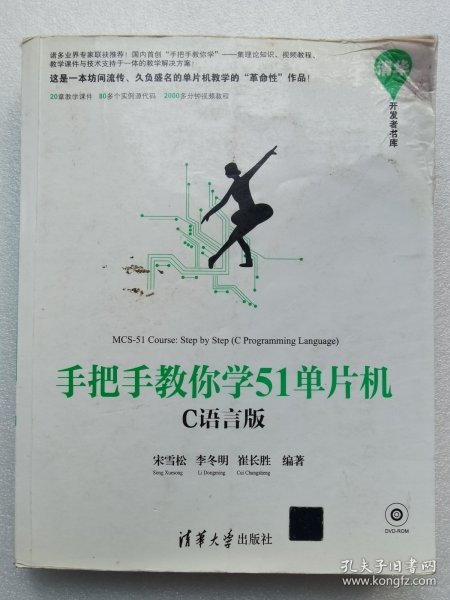 诸多业界专家联袂推荐！国内首创“手把手教你学”——集理论知识、视频教程、
教学课件与技术支持于一体的教学解决方案！
这是一本坊间流传、久负盛名的单片机教学的“革命性”作品！
20章教学课件 80多个实例源代码 2000多分钟视频教程
清华
开发者书库
MCS-51 Course: Step by Step (C Programming Language)
手把手教你学51单片机
C语言版
宋雪松 李冬明 崔长胜 编著
Song Xuesong Li Dongming Cui Changsheng
DVD-ROM
清华大学出版社
孔夫子旧书网
www.kongfz.com